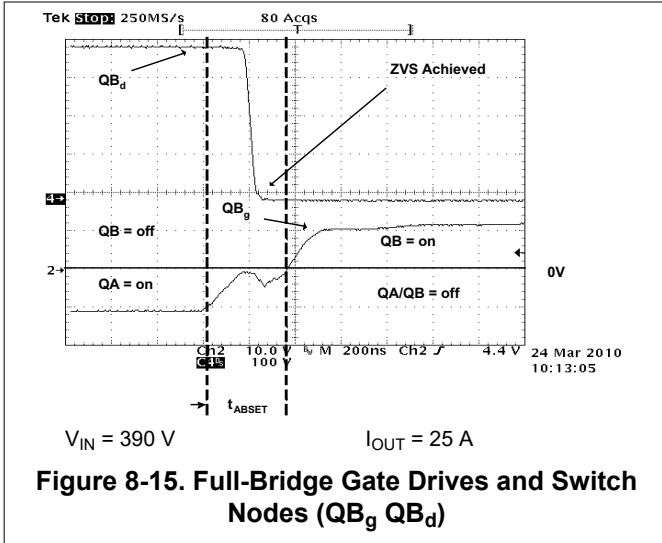 Tek Stop: 250MS/s 80 Acqs
T
QBd
ZVS Achieved
4→
QBg
QB = off
QB = on
2→
0V
QA = on
QA/QB = off
Ch2 10.0 V BW M 200ns Ch2 ƒ 4.4 V
100 V
24 Mar 2010
10:13:05
tABSET
VIN = 390 V IOUT = 25 A
Figure 8-15. Full-Bridge Gate Drives and Switch
Nodes (QBg QBd)